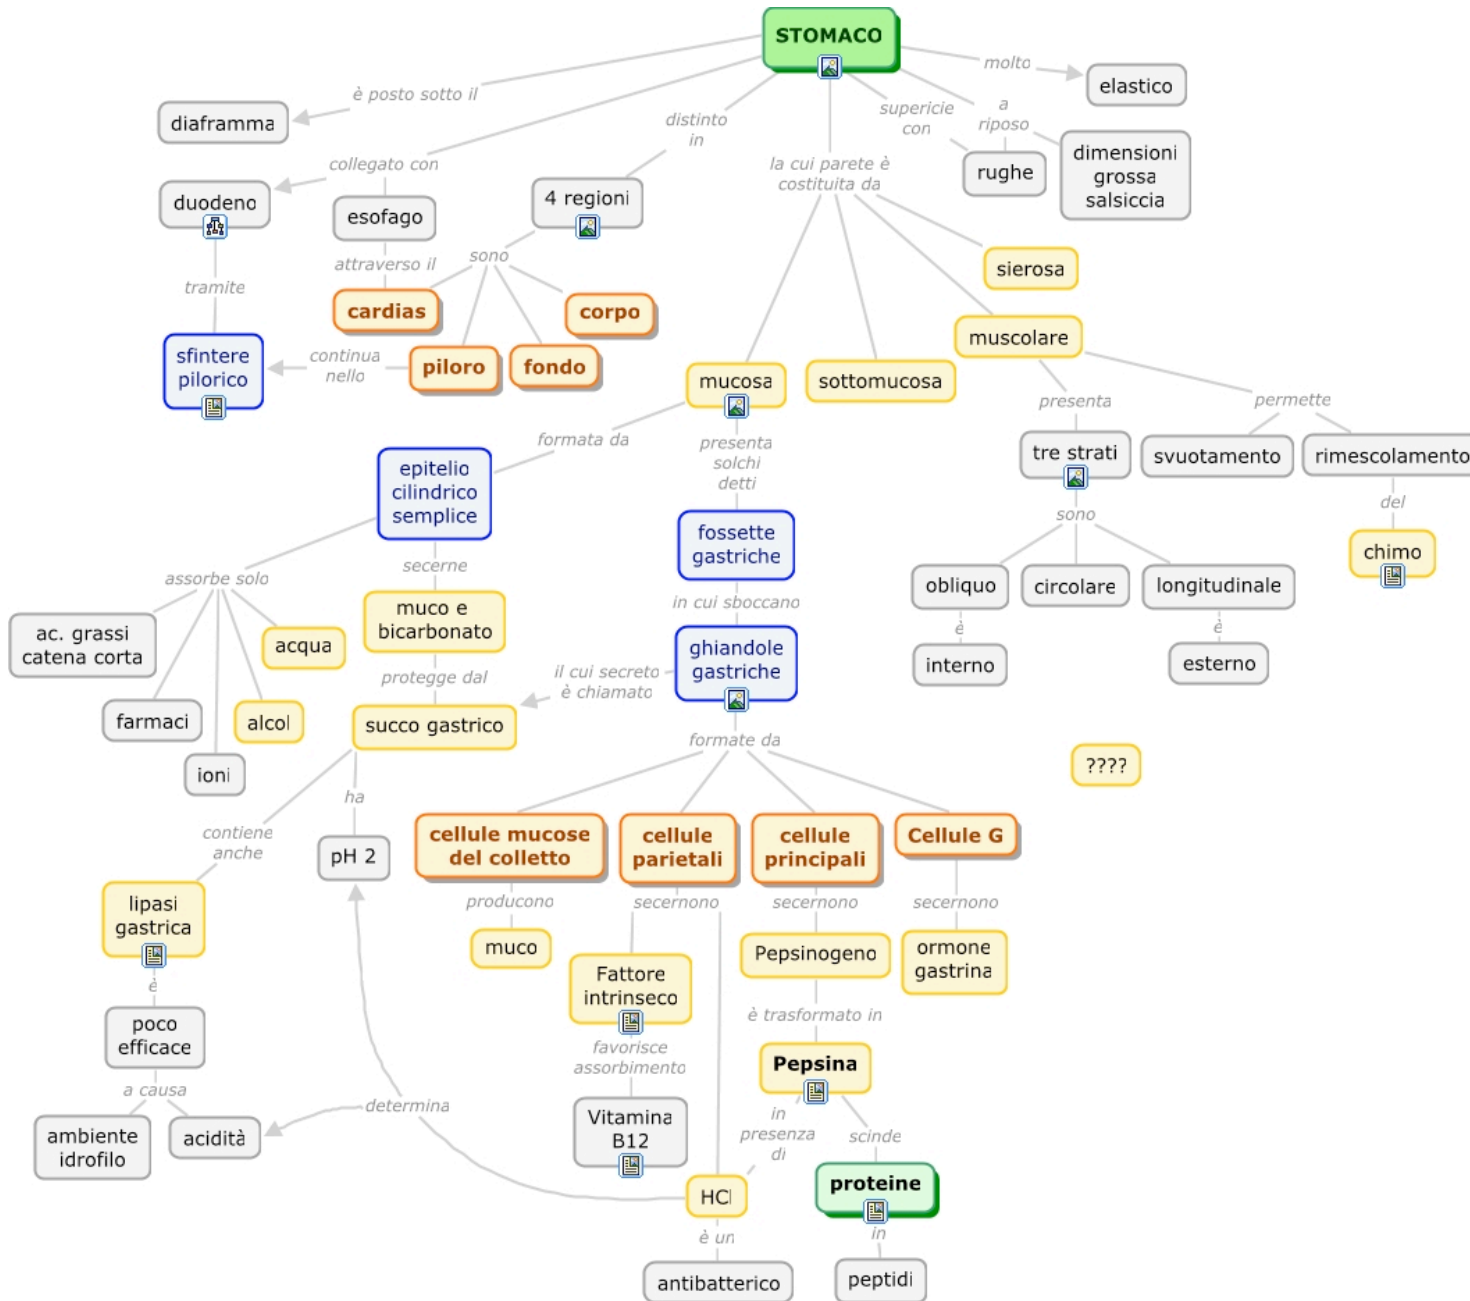 STOMACO
molto
elastico
è posto sotto il
diaframma
supericie
con
a
riposo
distinto
in
collegato con
la cui parete è
costituita da
rughe
dimensioni
grossa
salsiccia
duodeno
esofago
4 regioni
tramite
attraverso il
sono
sierosa
cardias
corpo
muscolare
sfintere
pilorico
continua
nello
piloro
fondo
mucosa
sottomucosa
presenta
permette
formata da
presenta
solchi
detti
tre strati
svuotamento
rimescolamento
epitelio
cilindrico
semplice
sono
del
fossette
gastriche
chimo
assorbe solo
secerne
obliquo
circolare
longitudinale
in cui sboccano
muco e
bicarbonato
è
è
ac. grassi
catena corta
acqua
ghiandole
gastriche
interno
esterno
protegge dal
il cui secreto
è chiamato
farmaci
alcol
succo gastrico
formate da
ioni
????
ha
contiene
anche
pH 2
cellule mucose
del colletto
cellule
parietali
cellule
principali
Cellule G
lipasi
gastrica
producono
secernono
secernono
secernono
muco
Pepsinogeno
ormone
gastrina
Fattore
intrinseco
è
è trasformato in
poco
efficace
favorisce
assorbimento
Pepsina
a causa
determina
in
presenza
di
scinde
ambiente
idrofilo
acidità
Vitamina
B12
proteine
HCl
è un
in
antibatterico
peptidi